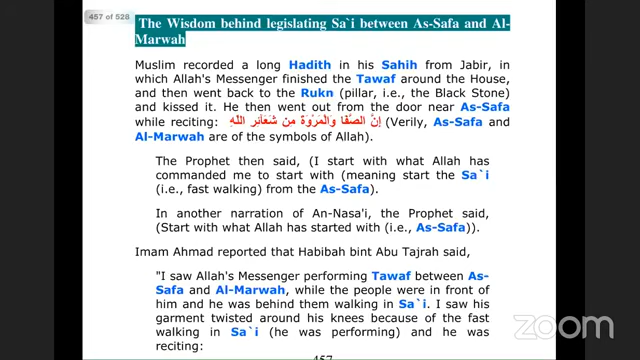 457 of 528
The Wisdom behind legislating Sa`i between As-Safa and Al-
Marwah
Muslim recorded a long Hadith in his Sahih from Jabir, in
which Allah's Messenger finished the Tawaf around the House,
and then went back to the Rukn (pillar, i.e., the Black Stone)
and kissed it. He then went out from the door near As-Safa
while reciting: إِنَّ الصَّفَا وَالْمَرْوَةَ مِن شَعَآئِرِ اللَّهِ (Verily, As-Safa and
Al-Marwah are of the symbols of Allah).
The Prophet then said, (I start with what Allah has
commanded me to start with (meaning start the Sa`i
(i.e., fast walking) from the As-Safa).
In another narration of An-Nasa'i, the Prophet said,
(Start with what Allah has started with (i.e., As-Safa)).
Imam Ahmad reported that Habibah bint Abu Tajrah said,
"I saw Allah's Messenger performing Tawaf between As-
Safa and Al-Marwah, while the people were in front of
him and he was behind them walking in Sa`i. I saw his
garment twisted around his knees because of the fast
walking in Sa`i (he was performing) and he was
reciting:
457
zoom